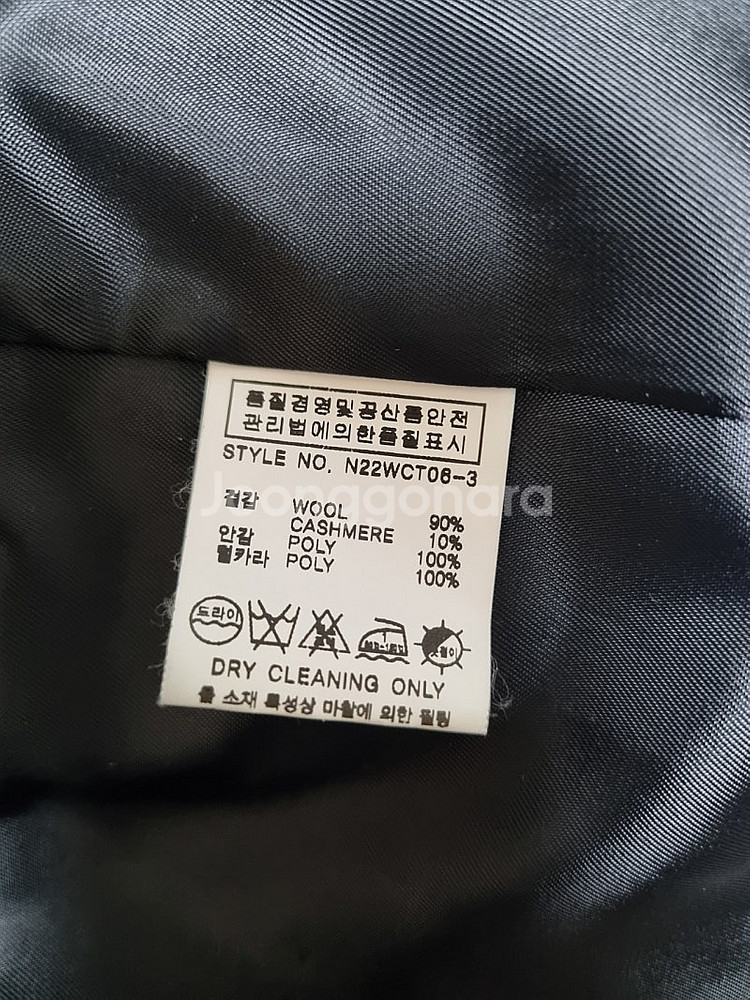 품질경영및공산품안전
관리법에의한품질표시
STYLE NO. N22WCT06-3
Joonggonara
겉감 WOOL 90%
CASHMERE 10%
안감 POLY 100%
털카라 POLY 100%
드라이
DRY CLEANING ONLY
울 소재 특성상 마찰에 의한 필링